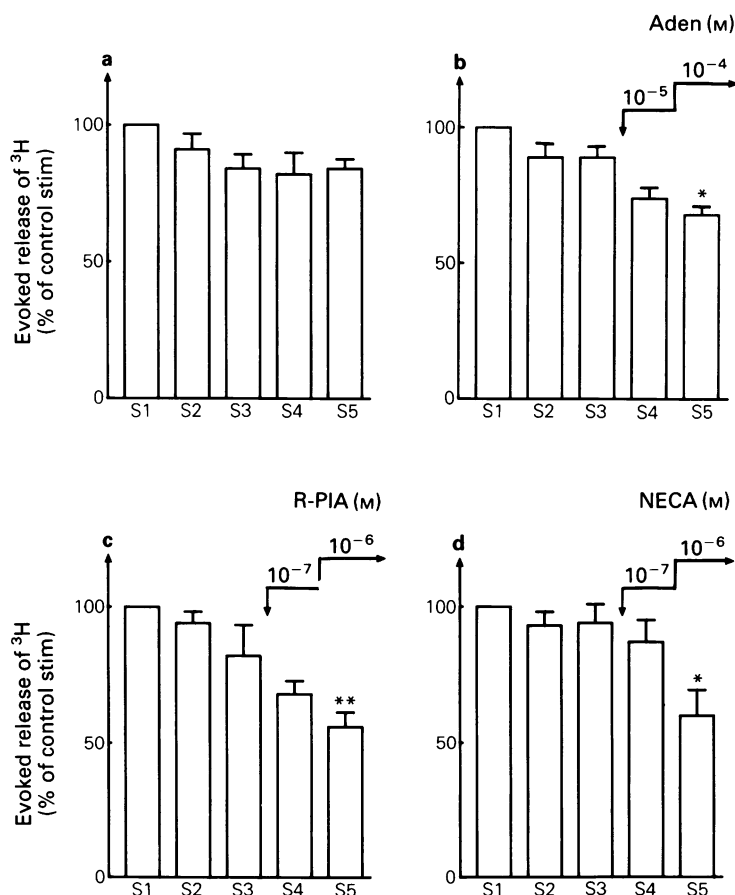 a
Evoked release of ³H
(% of control stim)
100
50
0
S1 S2 S3 S4 S5
Aden (M)
b
10⁻⁵
10⁻⁴
100
50
0
*
S1 S2 S3 S4 S5
R-PIA (M)
c
10⁻⁷
10⁻⁶
Evoked release of ³H
(% of control stim)
100
50
0
**
S1 S2 S3 S4 S5
NECA (M)
d
10⁻⁷
10⁻⁶
100
50
0
*
S1 S2 S3 S4 S5